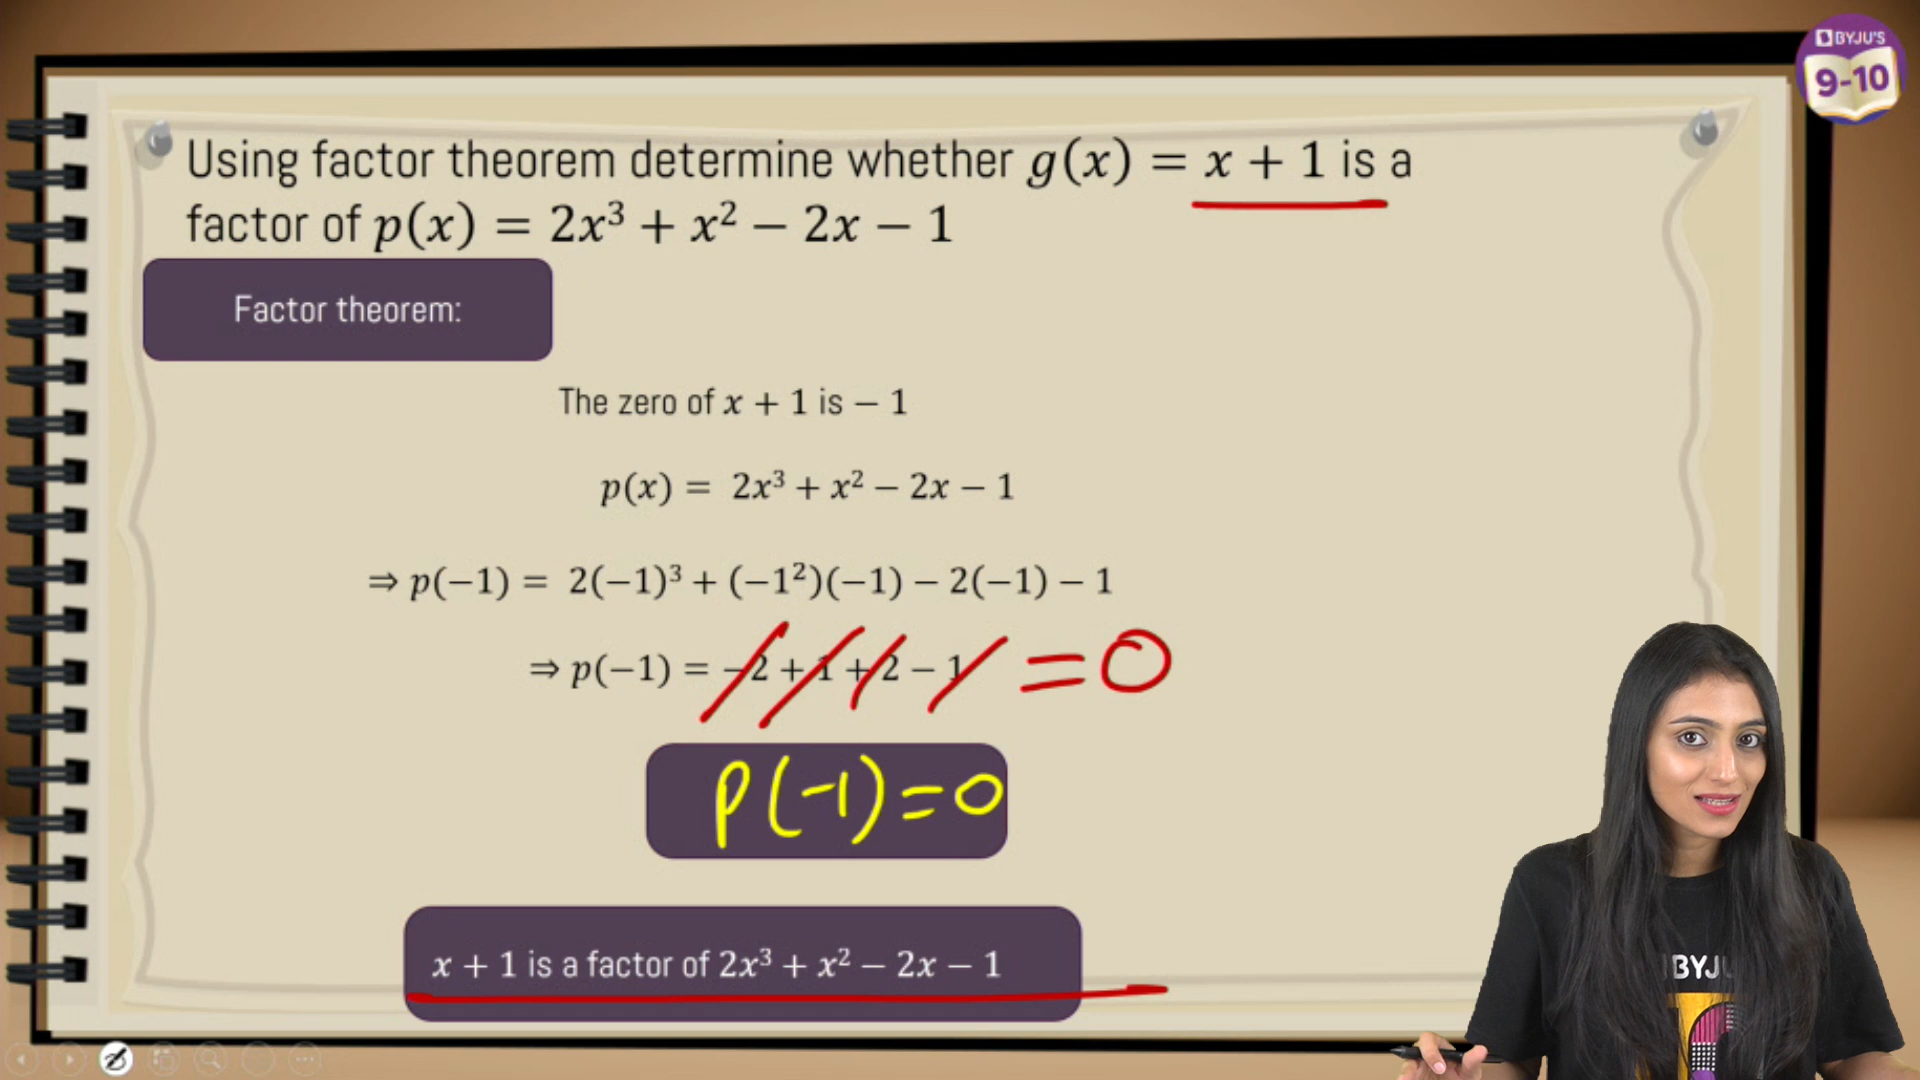 BYJU'S
9-10
Using factor theorem determine whether g(x) = x + 1 is a
factor of p(x) = 2x³ + x² − 2x − 1
Factor theorem:
The zero of x + 1 is − 1
p(x) = 2x³ + x² − 2x − 1
⇒ p(−1) = 2(−1)³ + (−1²)(−1) − 2(−1) − 1
⇒ p(−1) = −2 + 1 + 2 − 1 = 0
p(-1)=0
x + 1 is a factor of 2x³ + x² − 2x − 1
BYJU